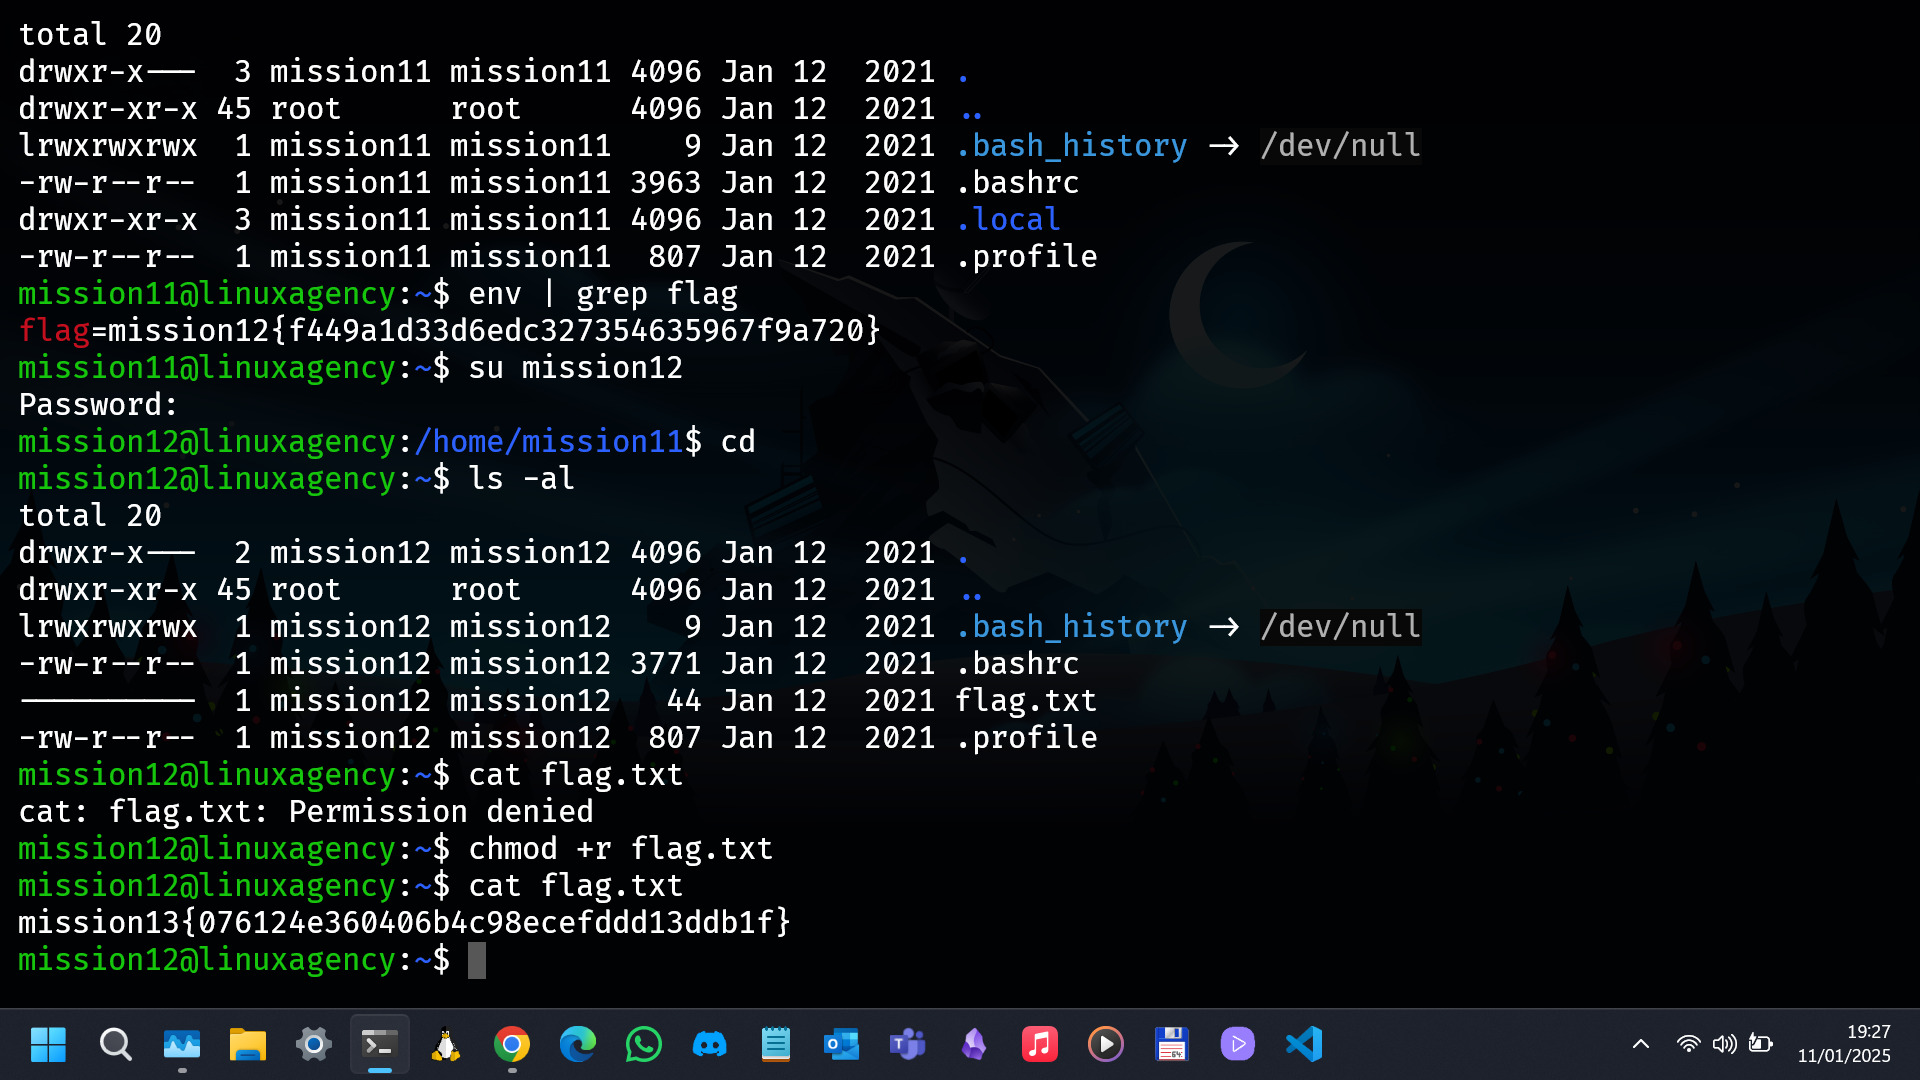 total 20
drwxr-x---  3 mission11 mission11 4096 Jan 12  2021 .
drwxr-xr-x 45 root      root      4096 Jan 12  2021 ..
lrwxrwxrwx  1 mission11 mission11    9 Jan 12  2021 .bash_history -> /dev/null
-rw-r--r--  1 mission11 mission11 3963 Jan 12  2021 .bashrc
drwxr-xr-x  3 mission11 mission11 4096 Jan 12  2021 .local
-rw-r--r--  1 mission11 mission11  807 Jan 12  2021 .profile
mission11@linuxagency:~$ env | grep flag
flag=mission12{f449a1d33d6edc327354635967f9a720}
mission11@linuxagency:~$ su mission12
Password:
mission12@linuxagency:/home/mission11$ cd
mission12@linuxagency:~$ ls -al
total 20
drwxr-x---  2 mission12 mission12 4096 Jan 12  2021 .
drwxr-xr-x 45 root      root      4096 Jan 12  2021 ..
lrwxrwxrwx  1 mission12 mission12    9 Jan 12  2021 .bash_history -> /dev/null
-rw-r--r--  1 mission12 mission12 3771 Jan 12  2021 .bashrc
----------  1 mission12 mission12   44 Jan 12  2021 flag.txt
-rw-r--r--  1 mission12 mission12  807 Jan 12  2021 .profile
mission12@linuxagency:~$ cat flag.txt
cat: flag.txt: Permission denied
mission12@linuxagency:~$ chmod +r flag.txt
mission12@linuxagency:~$ cat flag.txt
mission13{076124e360406b4c98ecefddd13ddb1f}
mission12@linuxagency:~$
19:27
11/01/2025